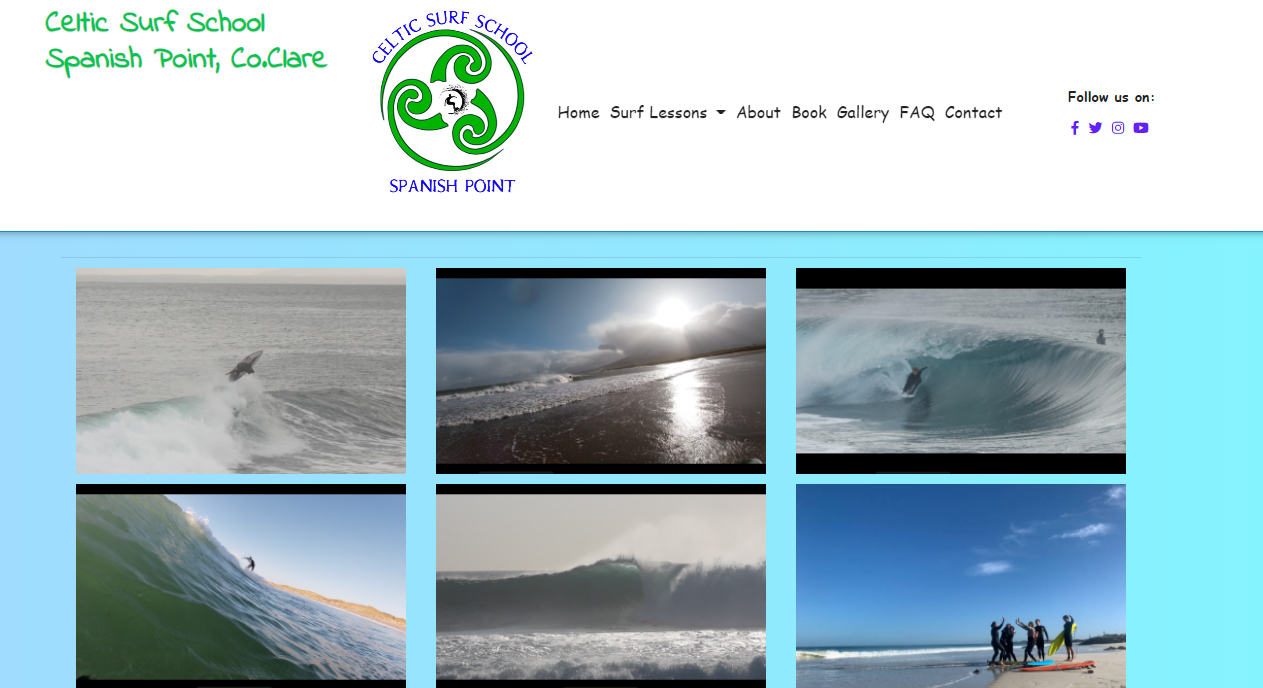 Celtic Surf School
Spanish Point, Co.Clare
CELTIC SURF SCHOOL
SPANISH POINT
Home Surf Lessons About Book Gallery FAQ Contact
Follow us on: